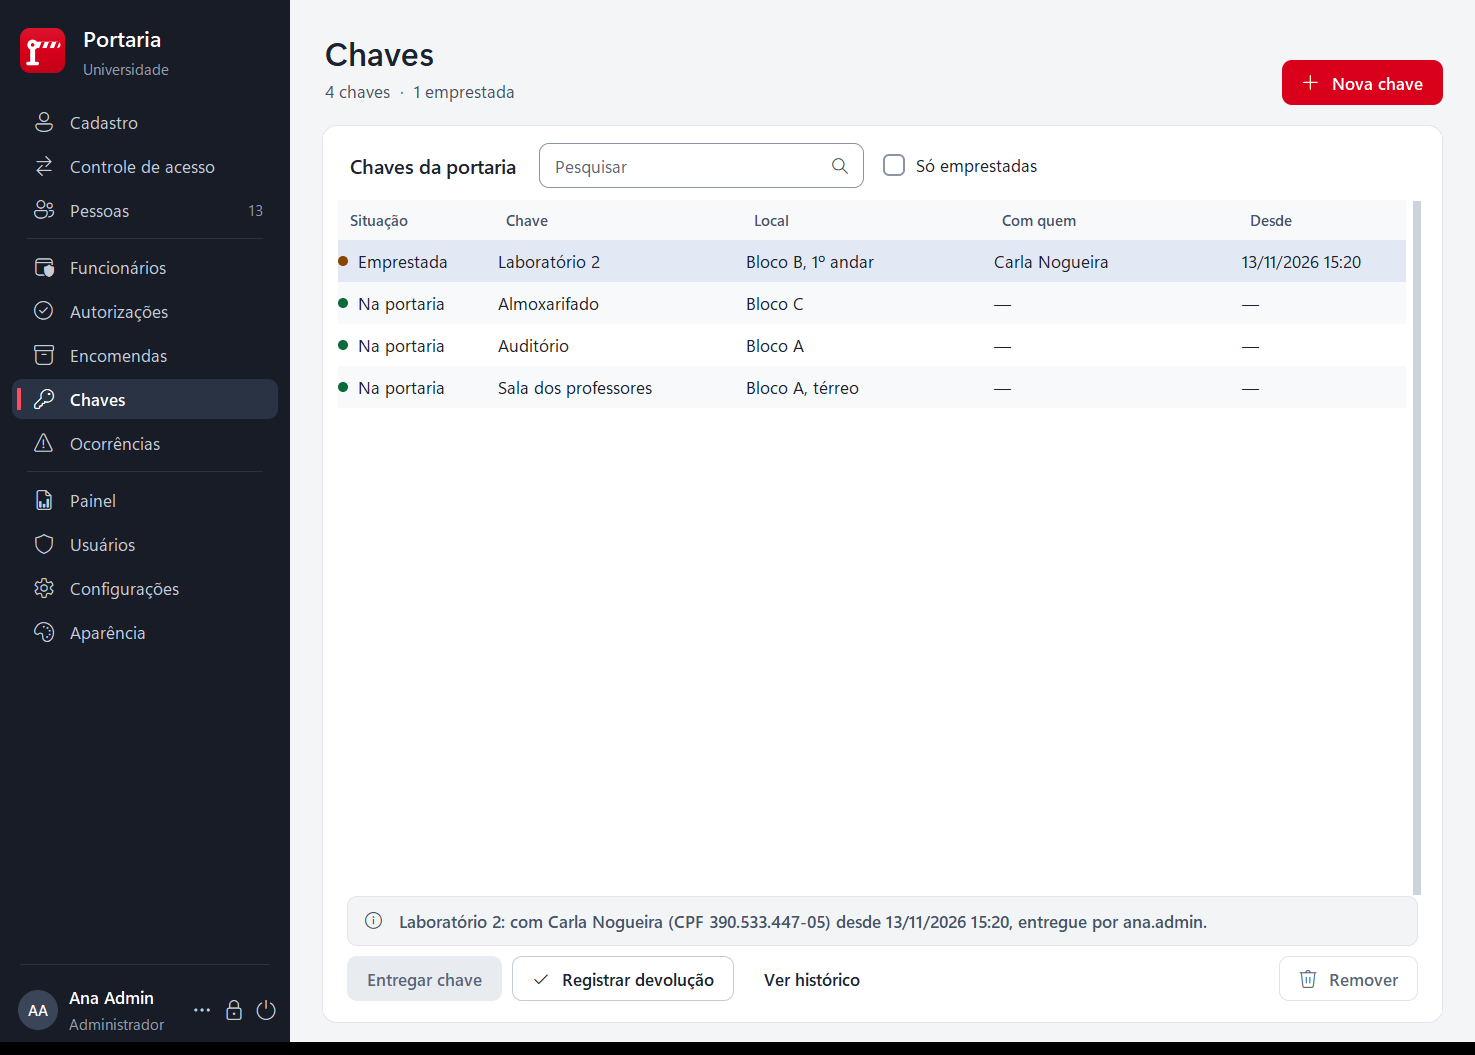 Portaria
Universidade
Cadastro
Controle de acesso
Pessoas 13
Funcionários
Autorizações
Encomendas
Chaves
Ocorrências
Painel
Usuários
Configurações
Aparência
AA
Ana Admin
Administrador
Chaves
4 chaves · 1 emprestada
Nova chave
Chaves da portaria
Pesquisar
Só emprestadas
Situação Chave Local Com quem Desde
Emprestada Laboratório 2 Bloco B, 1º andar Carla Nogueira 13/11/2026 15:20
Na portaria Almoxarifado Bloco C — —
Na portaria Auditório Bloco A — —
Na portaria Sala dos professores Bloco A, térreo — —
Laboratório 2: com Carla Nogueira (CPF 390.533.447-05) desde 13/11/2026 15:20, entregue por ana.admin.
Entregar chave
Registrar devolução
Ver histórico
Remover